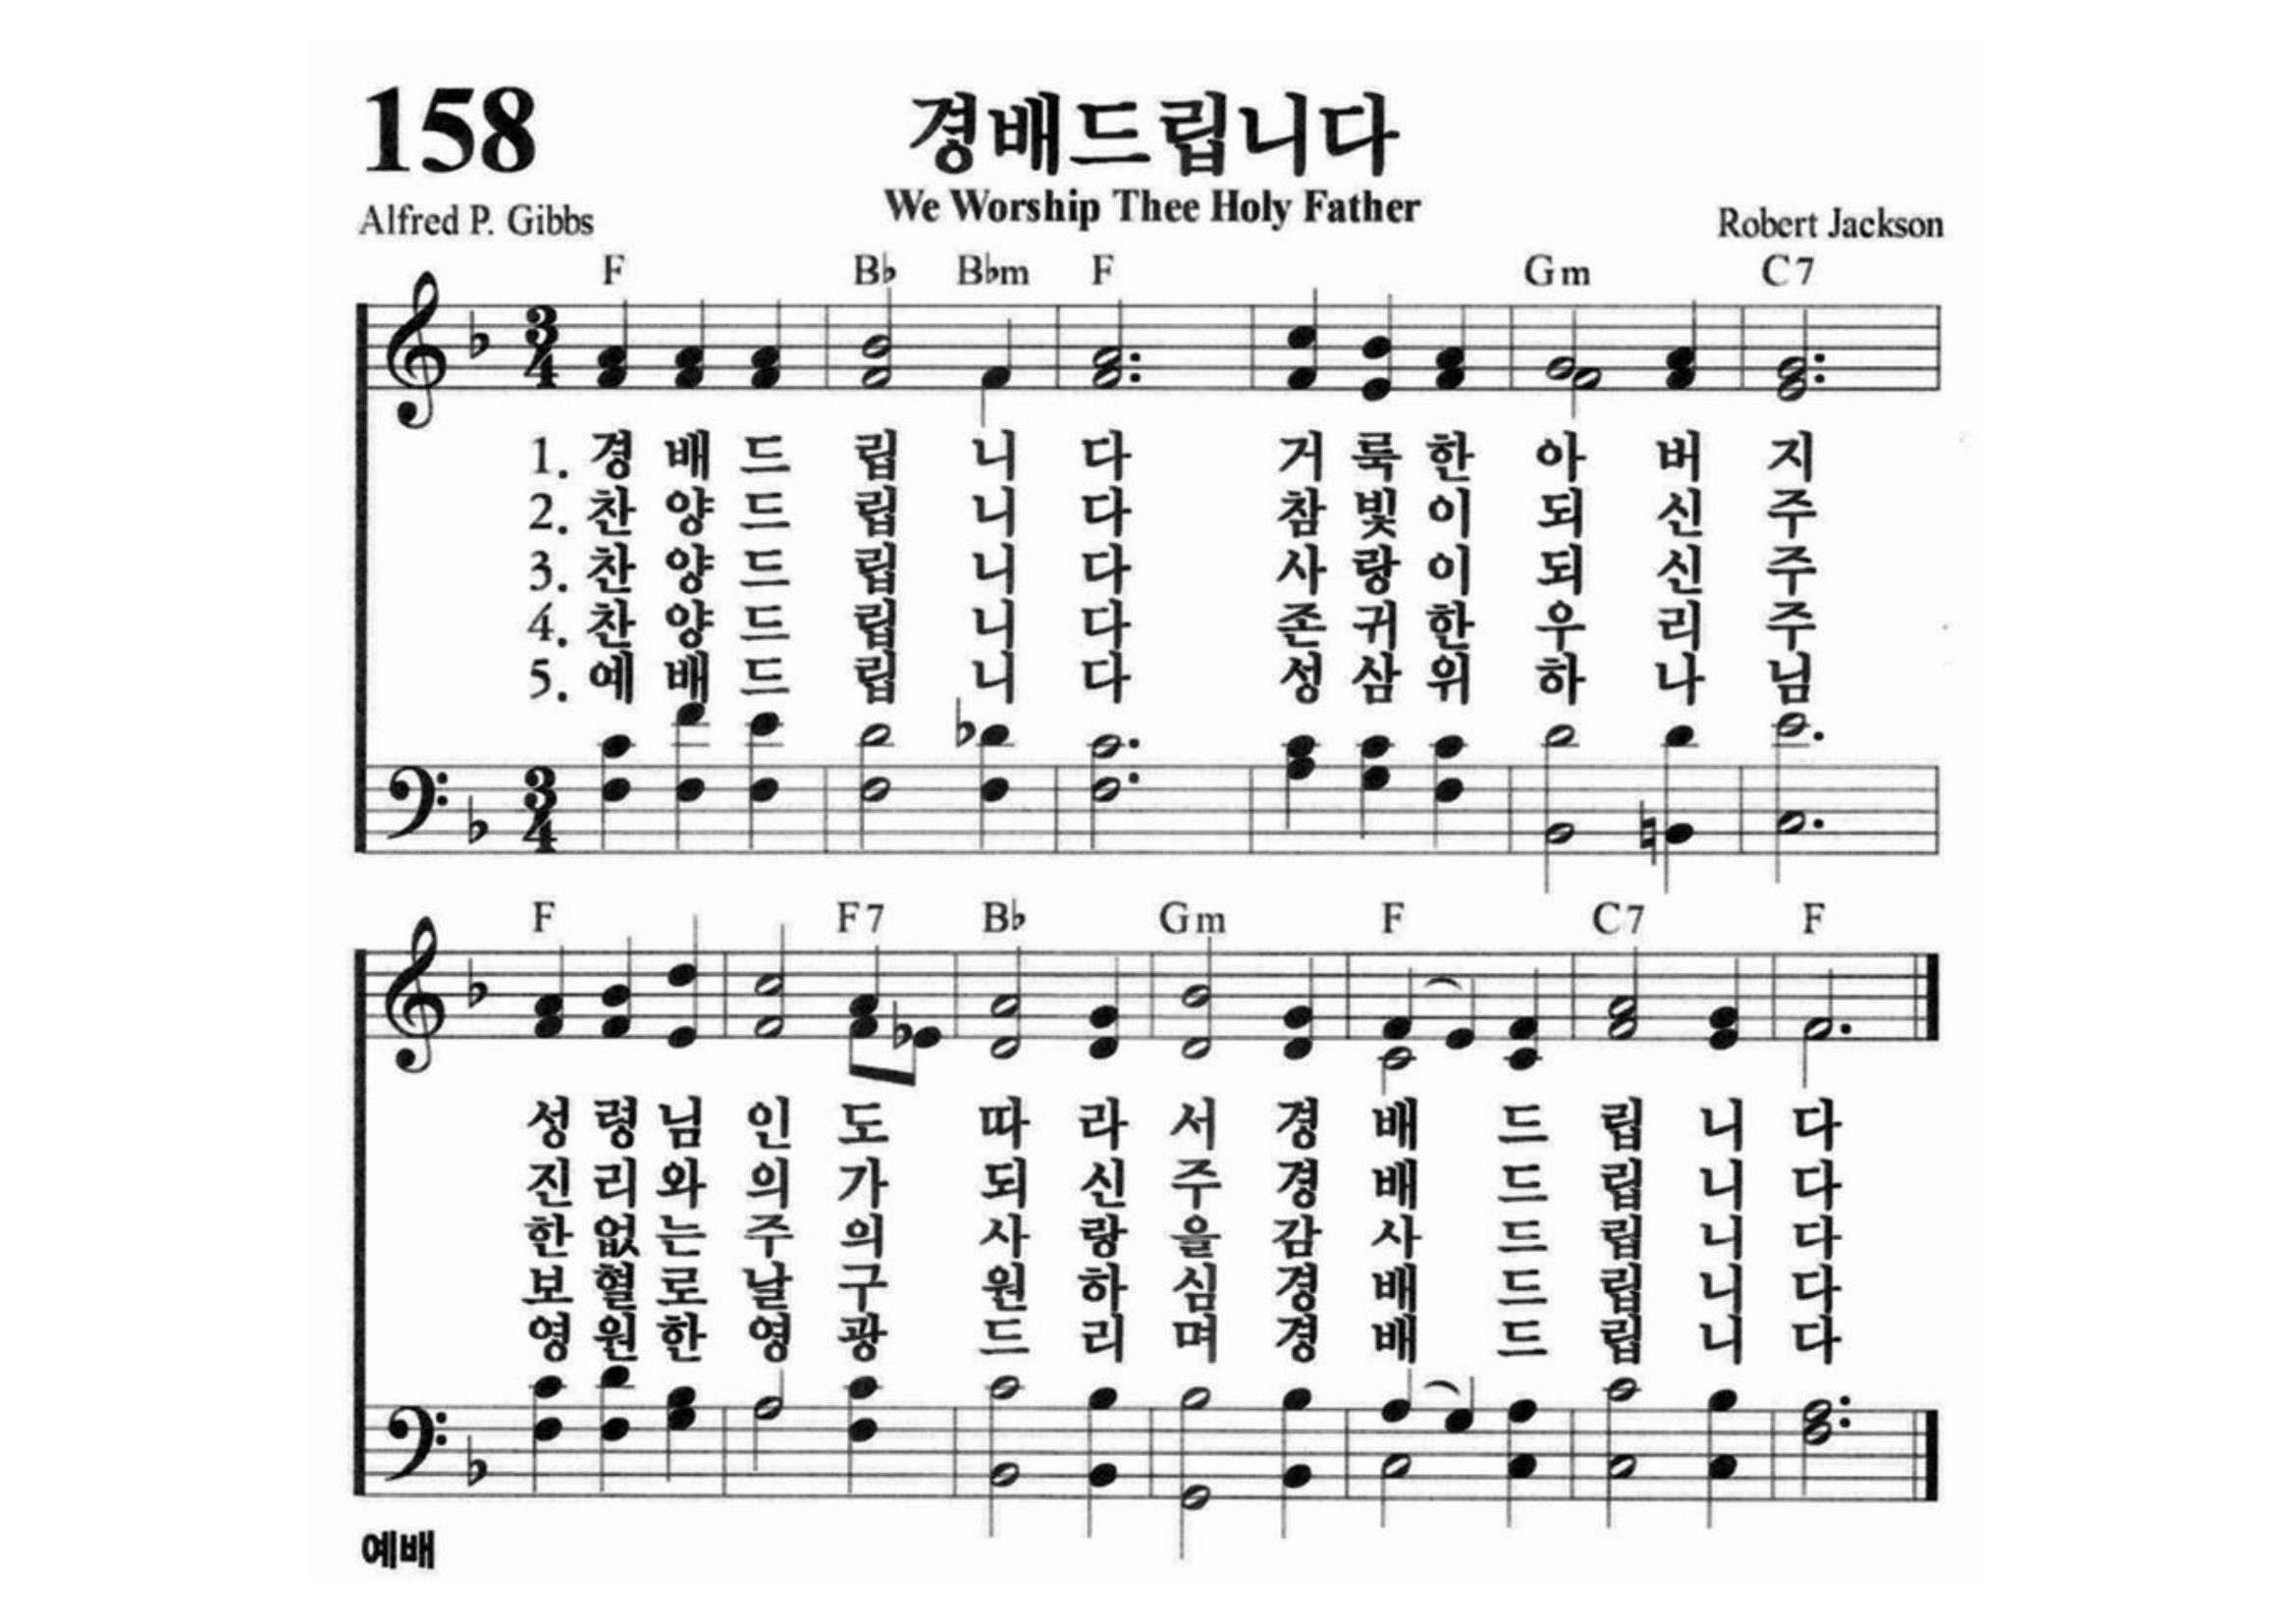 158
경배드립니다
We Worship Thee Holy Father
Alfred P. Gibbs
Robert Jackson
F B♭ B♭m F Gm C7
3/4
1. 경 배 드 립 니 다 거 룩 한 아 버 지
2. 찬 양 드 립 니 다 참 빛 이 되 신 주
3. 찬 양 드 립 니 다 사 랑 이 되 신 주
4. 찬 양 드 립 니 다 존 귀 한 우 리 주
5. 예 배 드 립 니 다 성 삼 위 하 나 님
3/4
F F7 B♭ Gm F C7 F
성 령 님 인 도 따 라 서 경 배 드 립 니 다
진 리 와 의 가 되 신 주 경 배 드 립 니 다
한 없 는 주 의 사 랑 을 감 사 드 립 니 다
보 혈 로 날 구 원 하 심 경 배 드 립 니 다
영 원 한 영 광 드 리 며 경 배 드 립 니 다
예배